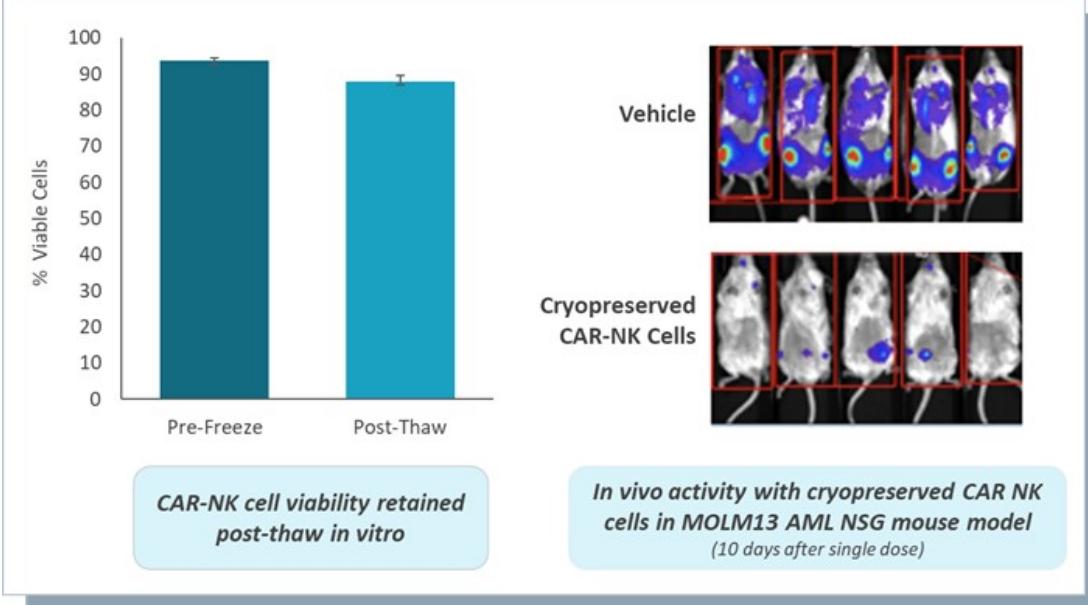 100
90
80
70
60
50
40
30
20
10
0
% Viable Cells
Pre-Freeze
Post-Thaw
CAR-NK cell viability retained
post-thaw in vitro
Vehicle
Cryopreserved
CAR-NK Cells
In vivo activity with cryopreserved CAR NK
cells in MOLM13 AML NSG mouse model
(10 days after single dose)